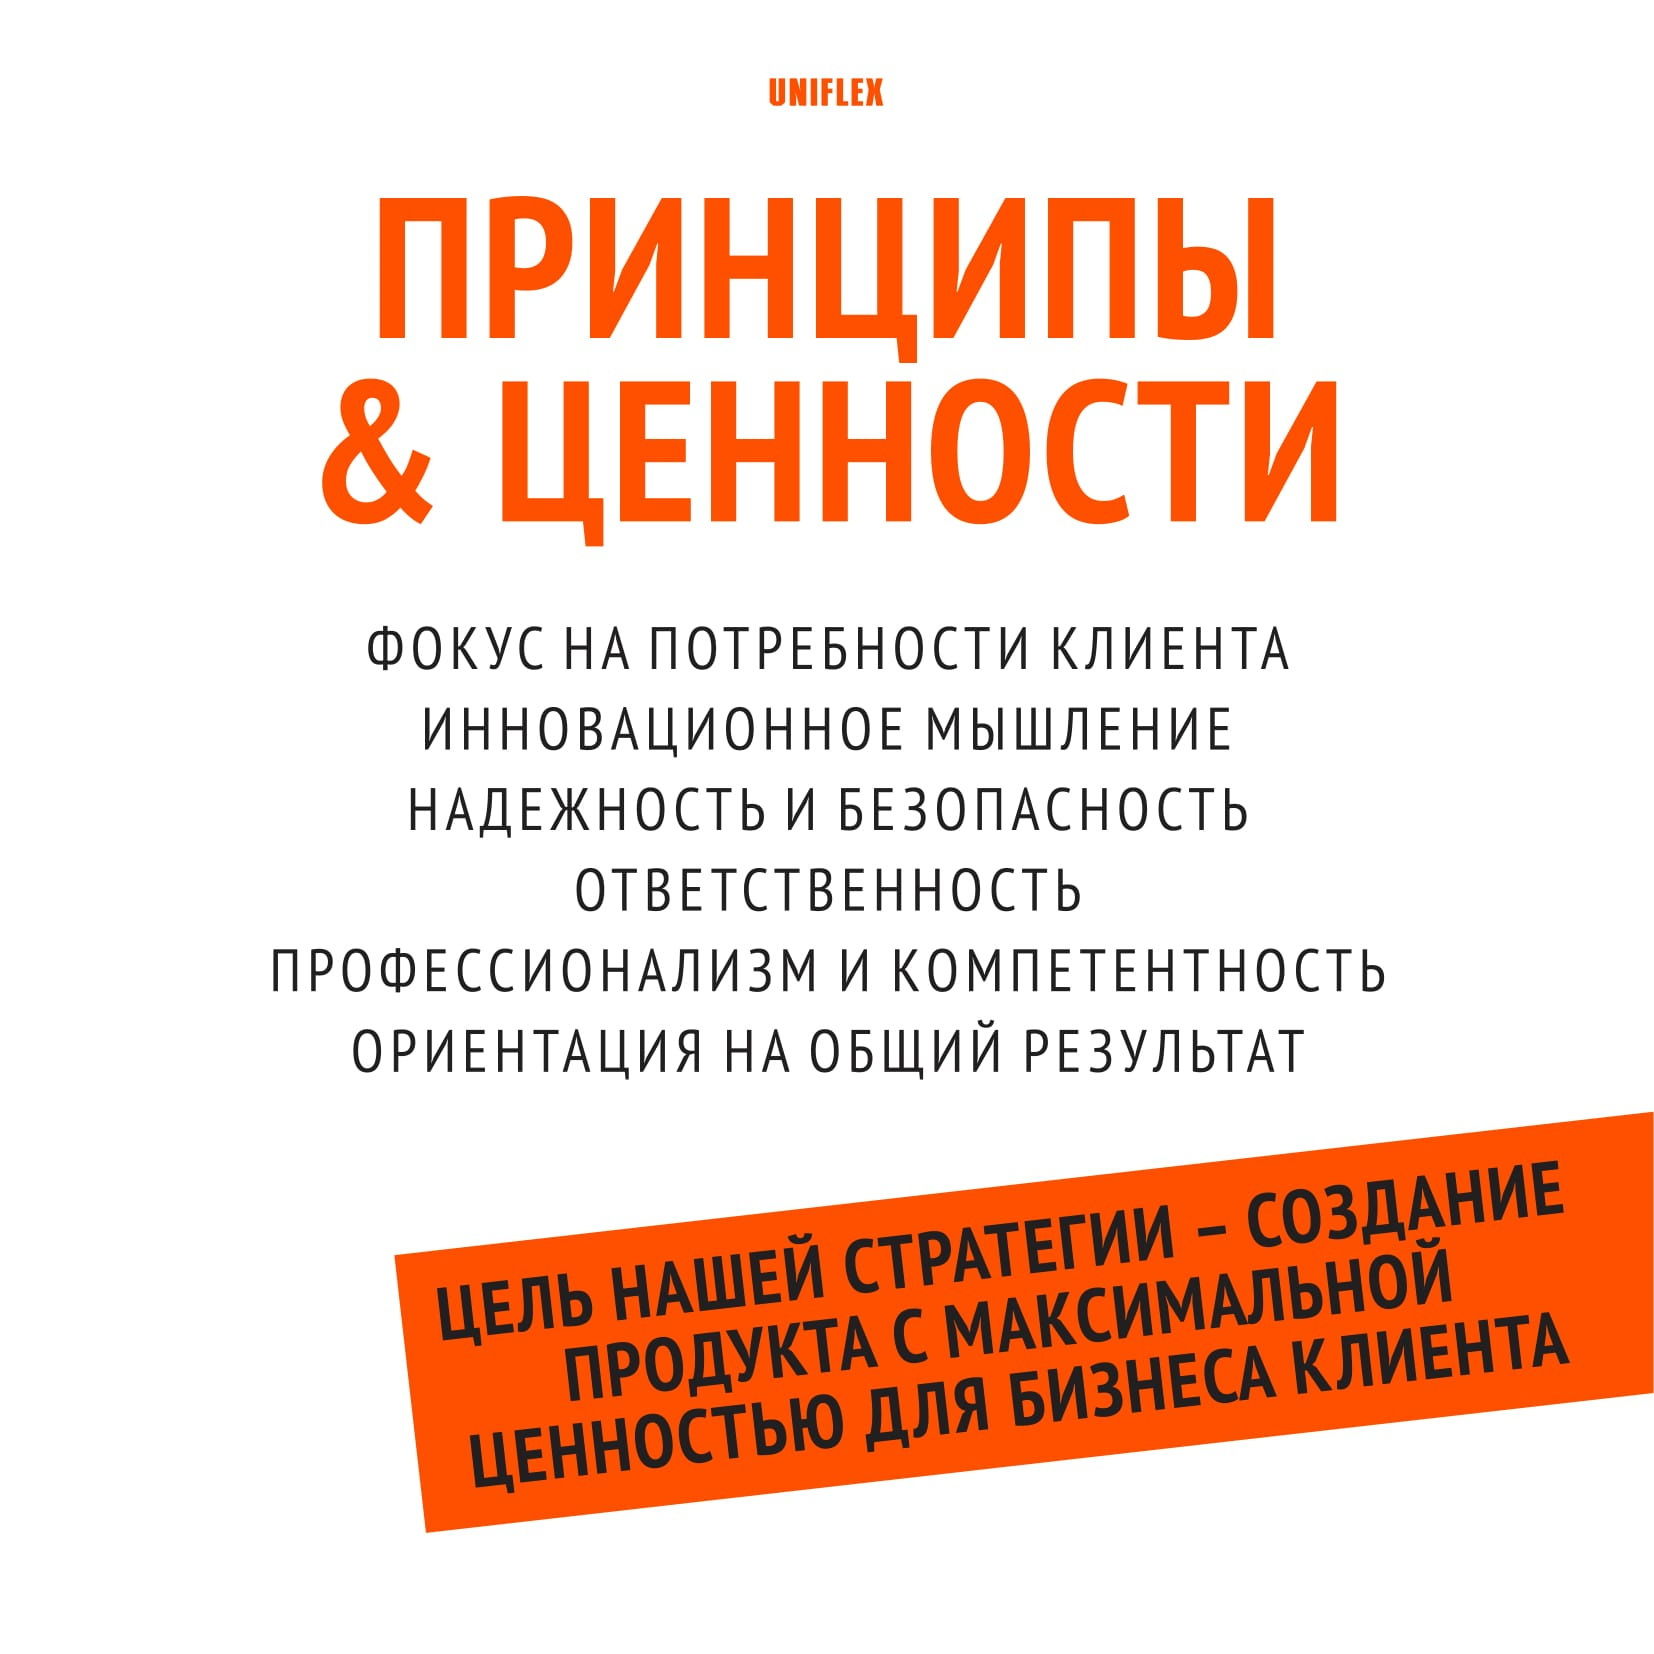 UNIFLEX
ПРИНЦИПЫ
& ЦЕННОСТИ
ФОКУС НА ПОТРЕБНОСТИ КЛИЕНТА
ИННОВАЦИОННОЕ МЫШЛЕНИЕ
НАДЕЖНОСТЬ И БЕЗОПАСНОСТЬ
ОТВЕТСТВЕННОСТЬ
ПРОФЕССИОНАЛИЗМ И КОМПЕТЕНТНОСТЬ
ОРИЕНТАЦИЯ НА ОБЩИЙ РЕЗУЛЬТАТ
ЦЕЛЬ НАШЕЙ СТРАТЕГИИ – СОЗДАНИЕ
ПРОДУКТА С МАКСИМАЛЬНОЙ
ЦЕННОСТЬЮ ДЛЯ БИЗНЕСА КЛИЕНТА